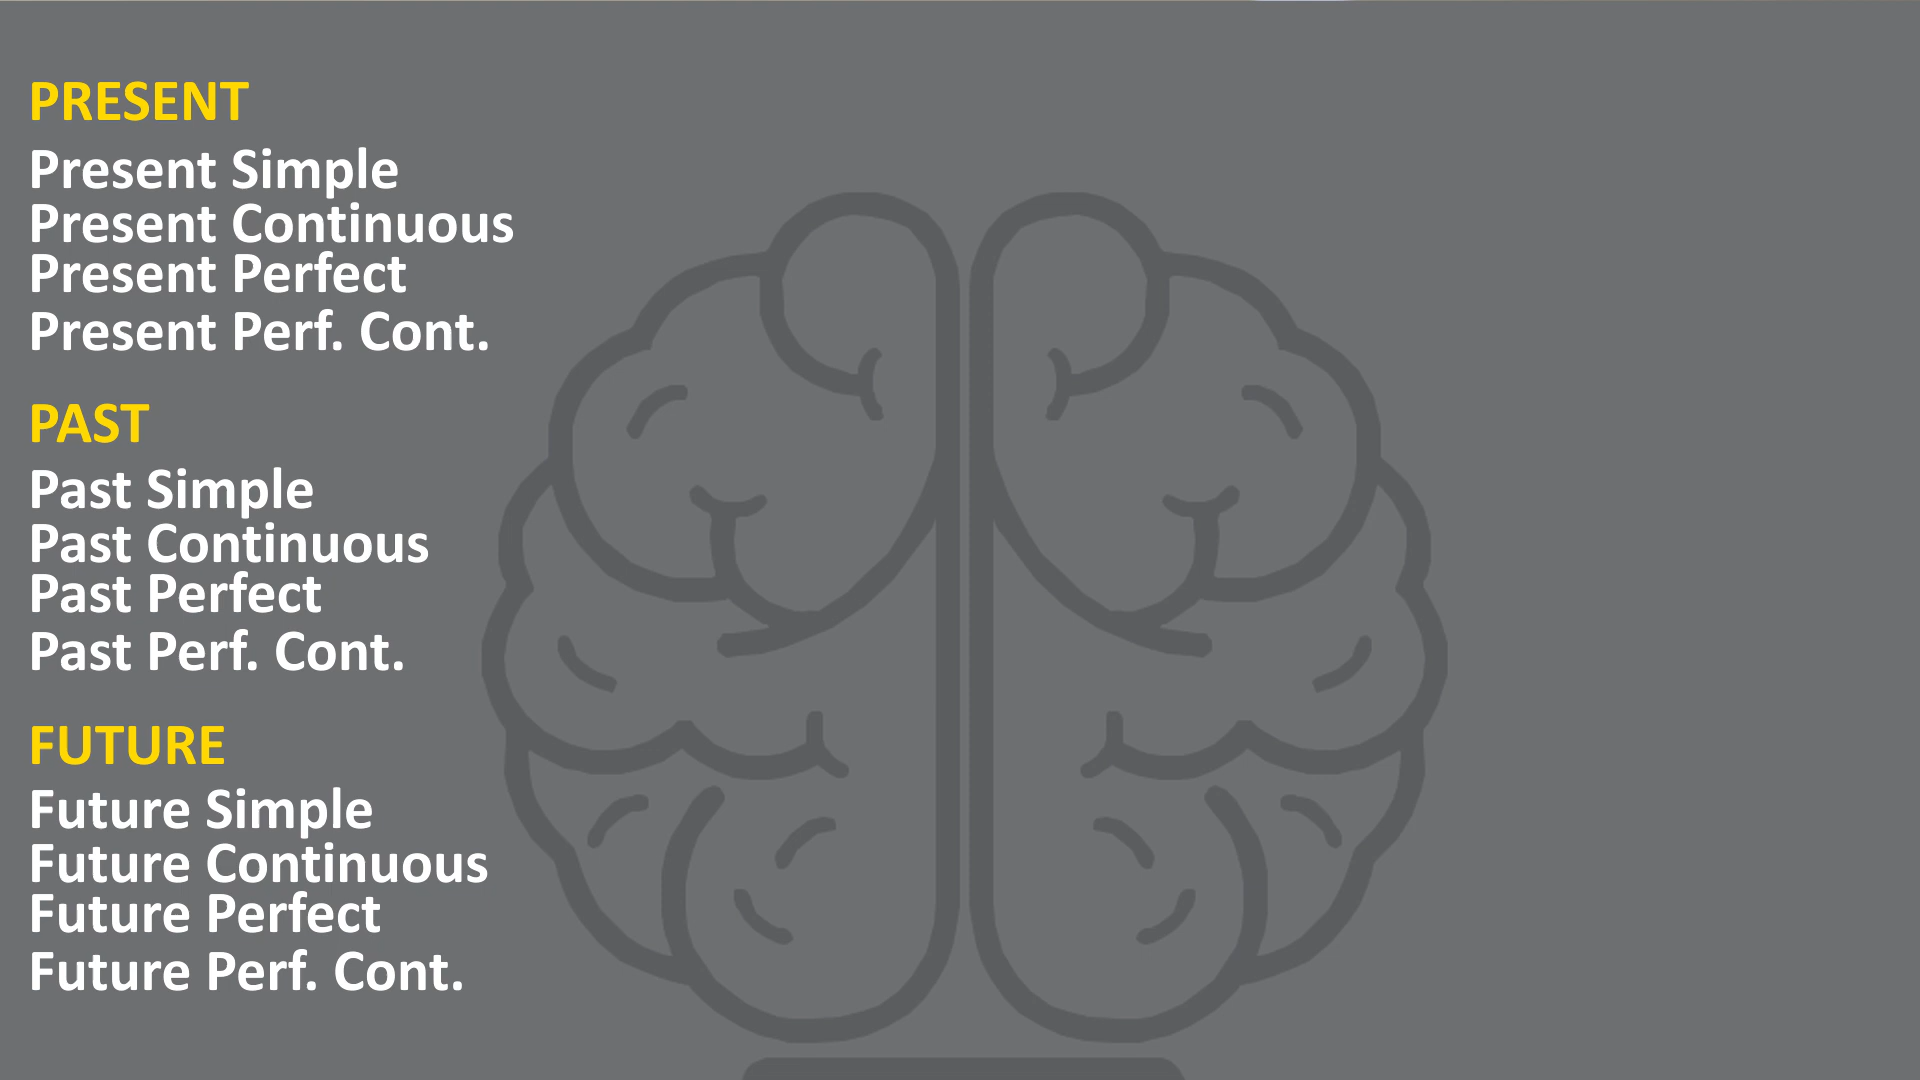 PRESENT
Present Simple
Present Continuous
Present Perfect
Present Perf. Cont.
PAST
Past Simple
Past Continuous
Past Perfect
Past Perf. Cont.
FUTURE
Future Simple
Future Continuous
Future Perfect
Future Perf. Cont.